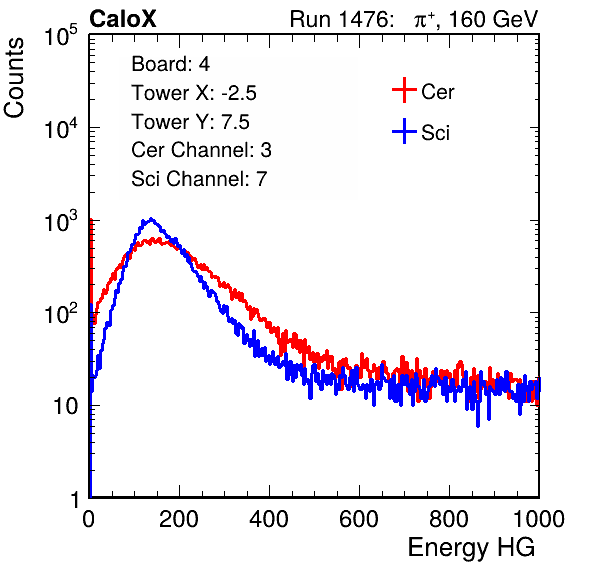 CaloX Run 1476: π⁺, 160 GeV
Counts
Board: 4
Tower X: -2.5
Tower Y: 7.5
Cer Channel: 3
Sci Channel: 7
Cer
Sci
10⁵
10⁴
10³
10²
10
1
0 200 400 600 800 1000
Energy HG